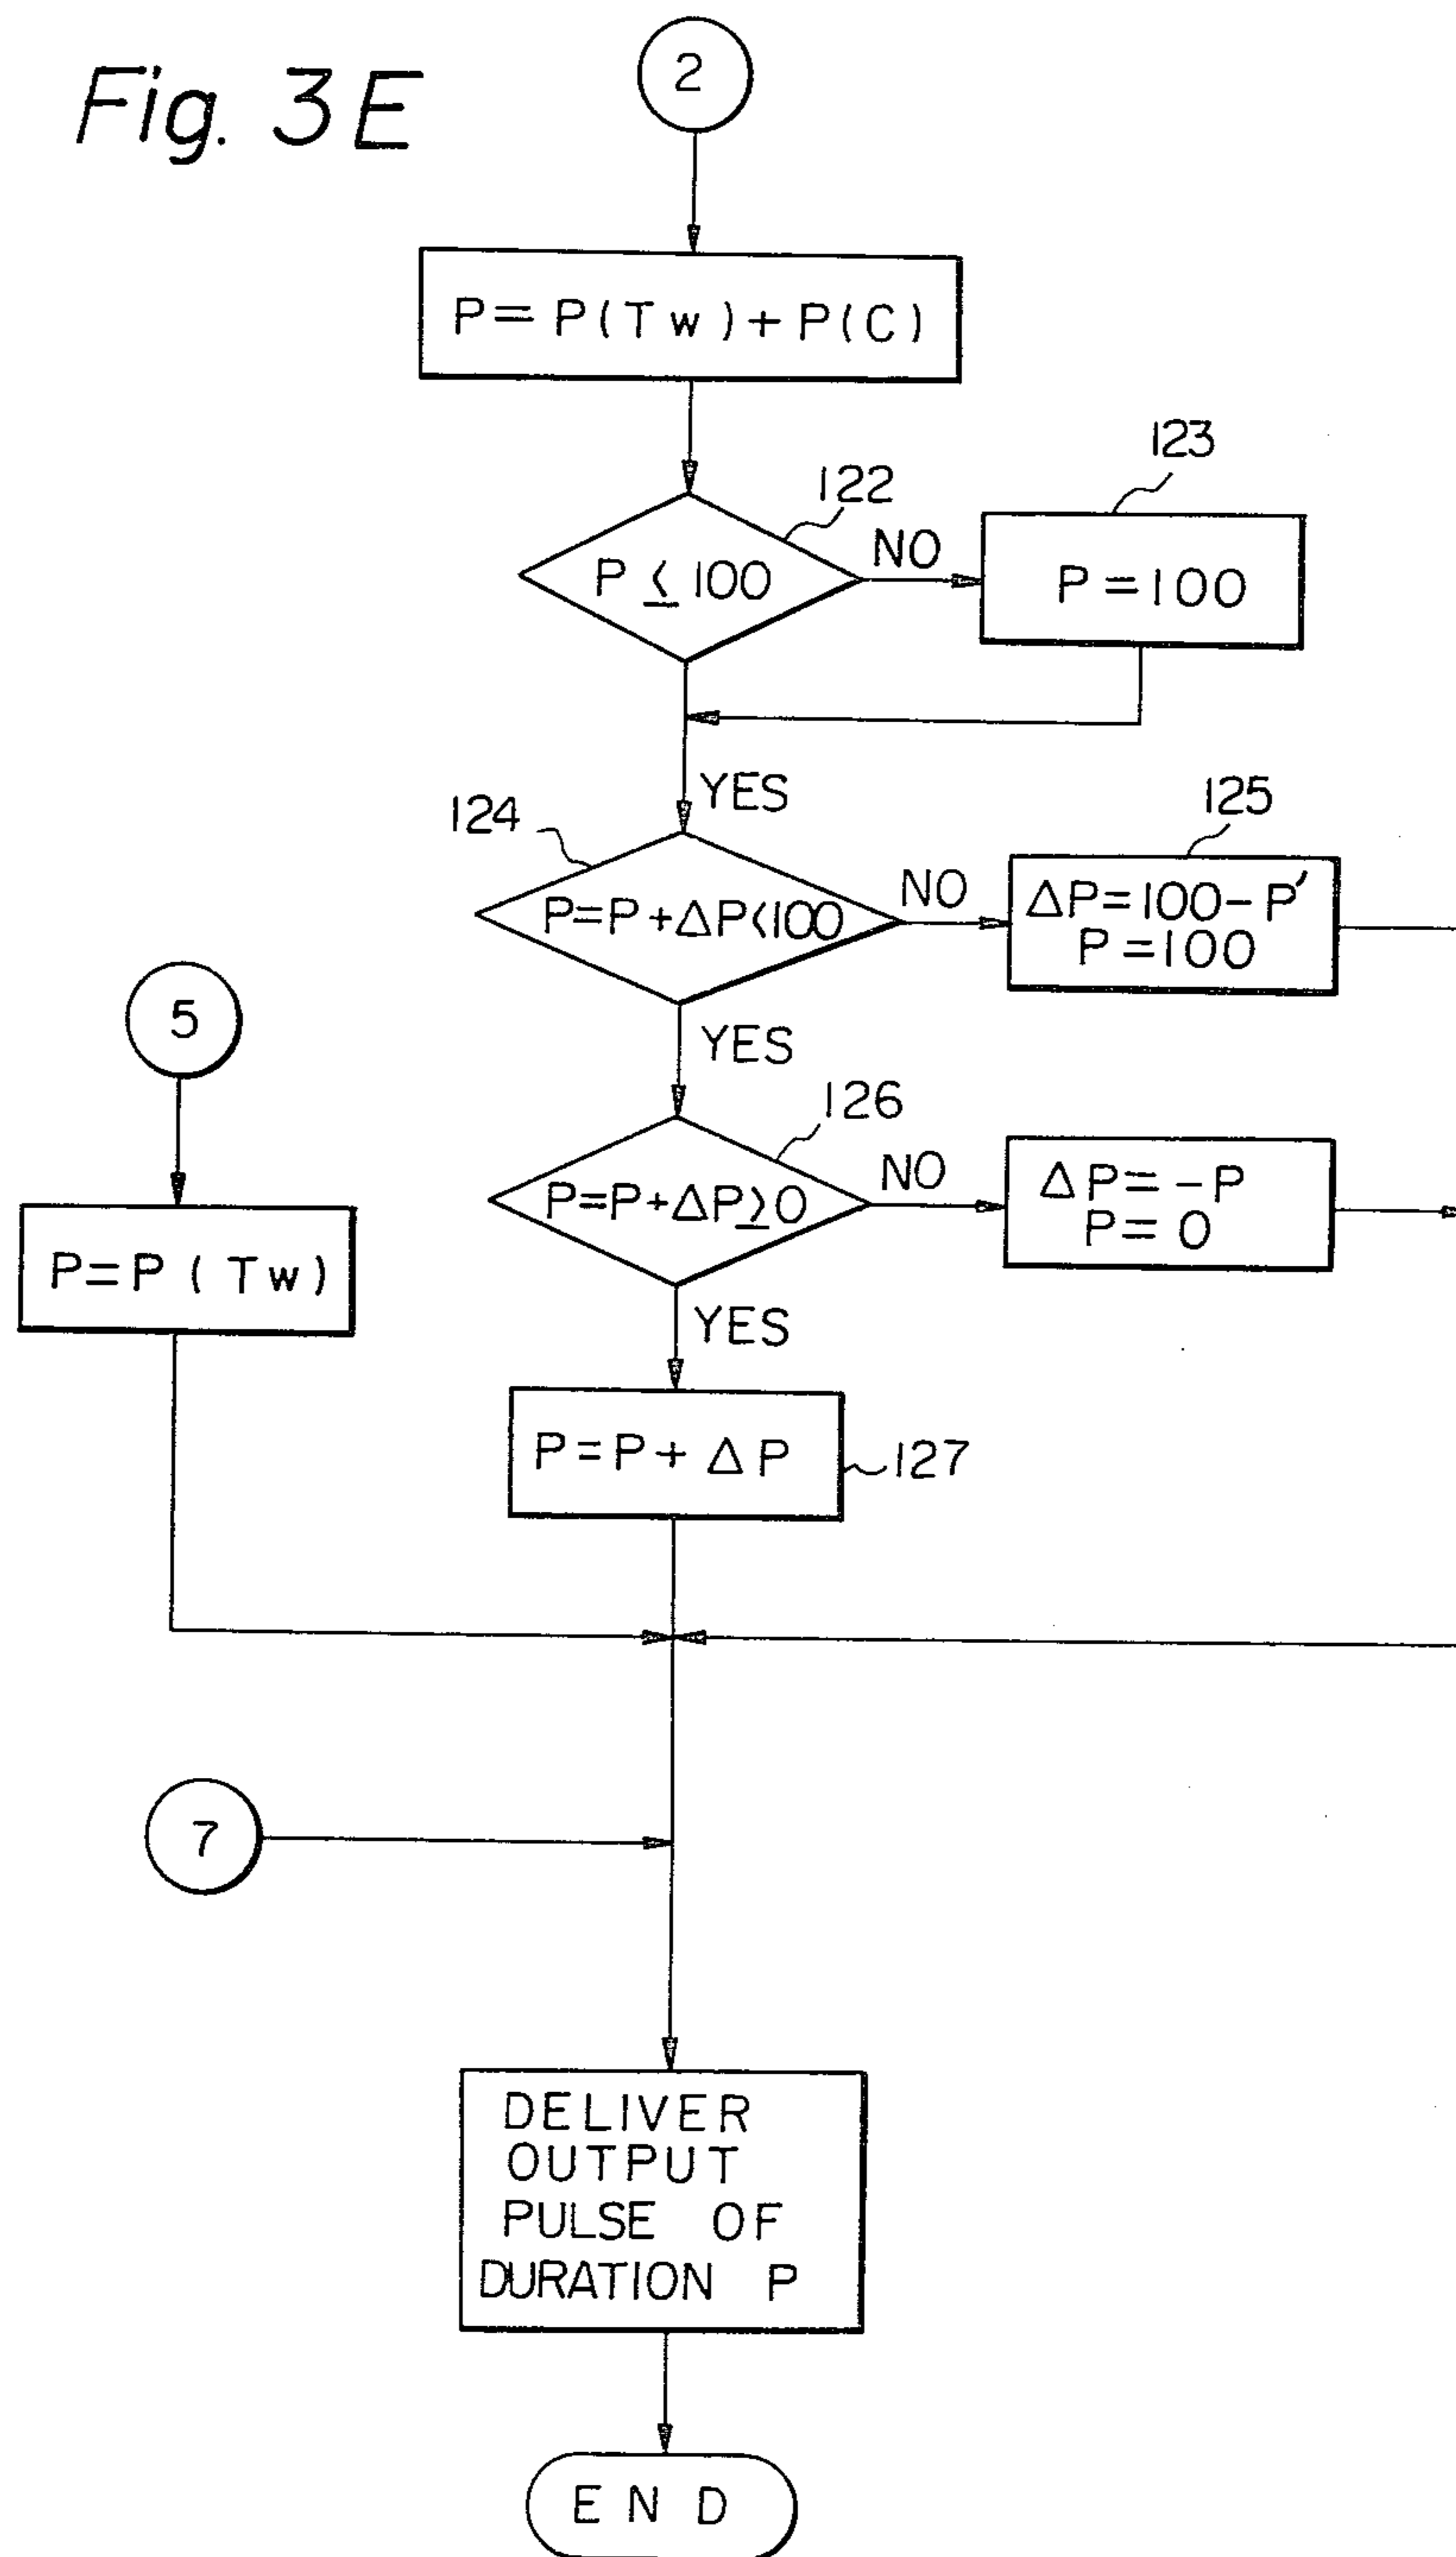 Fig. 3E
2
P = P(Tw) + P(C)
122
123
P ≤ 100
NO
P = 100
YES
124
125
P=P+ΔP<100
NO
ΔP=100-P'
P=100
5
YES
126
P=P+ΔP≥0
NO
ΔP=-P
P=0
P=P(Tw)
YES
P=P+ΔP
127
7
DELIVER
OUTPUT
PULSE OF
DURATION P
END